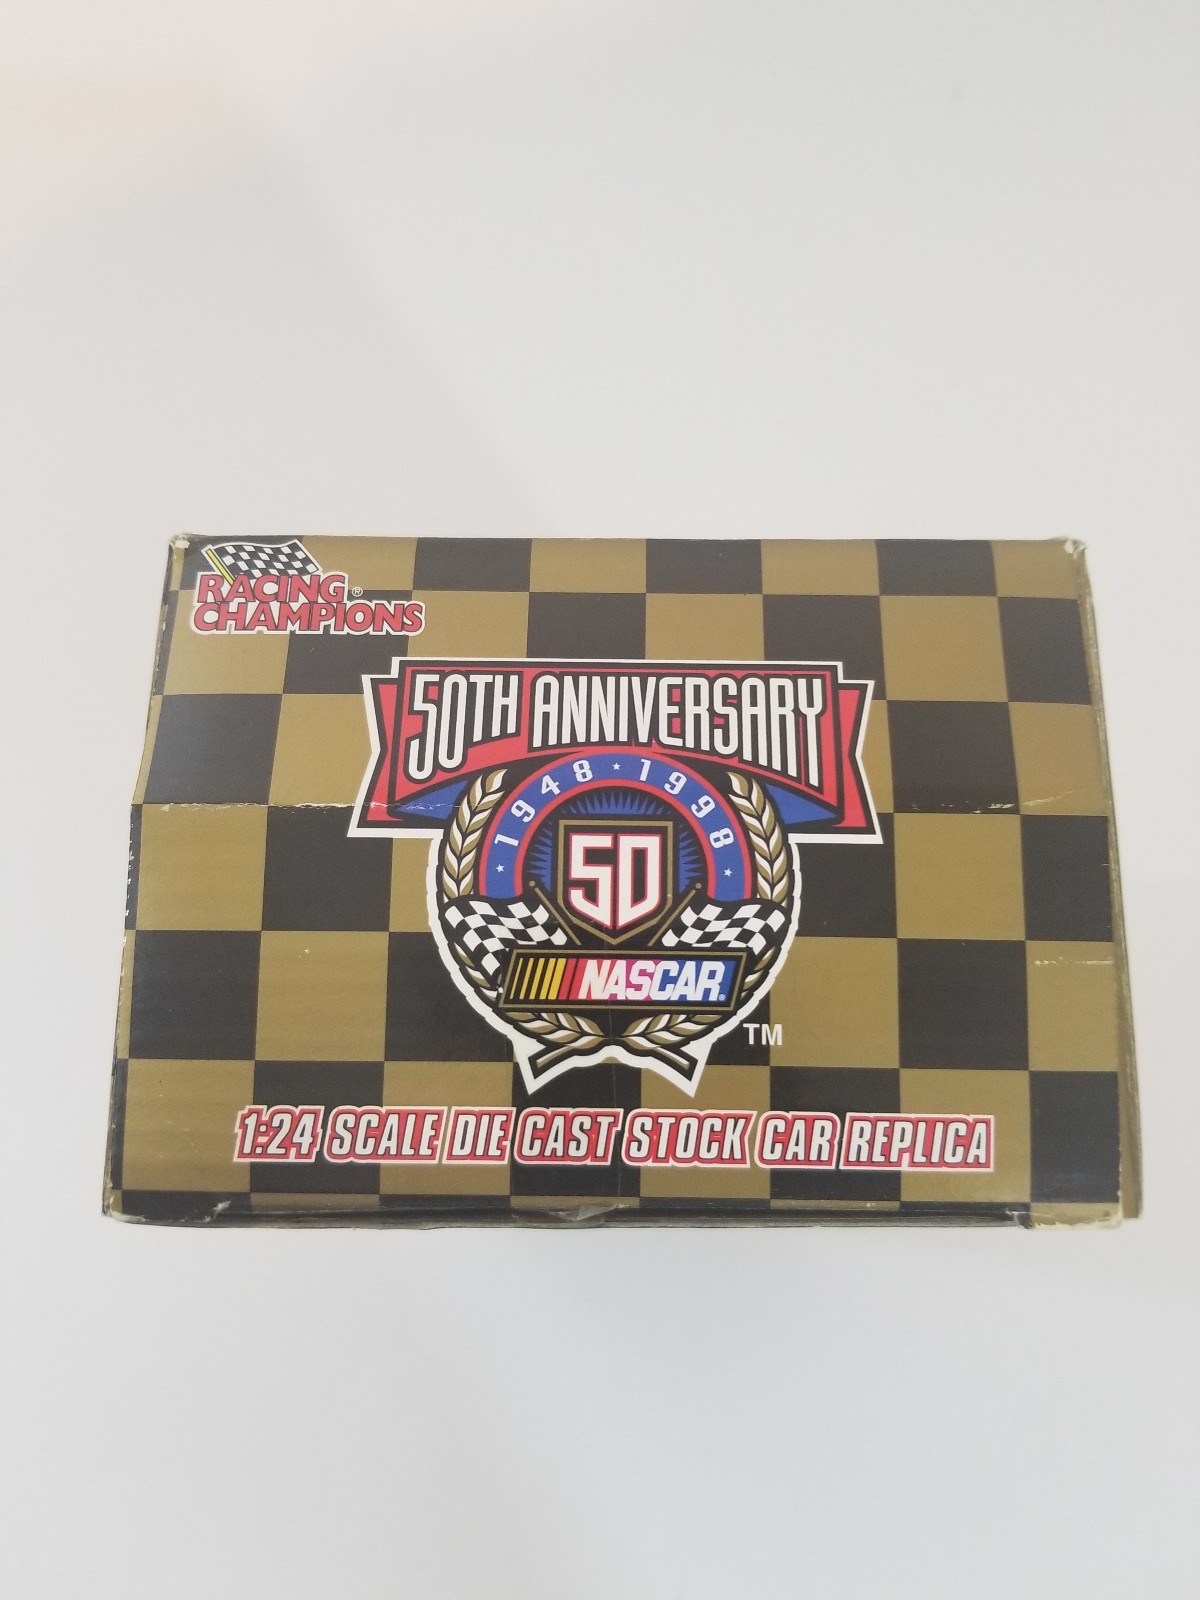 RACING
CHAMPIONS®
50TH ANNIVERSARY
1948 · 1998
50
NASCAR®
TM
1:24 SCALE DIE CAST STOCK CAR REPLICA